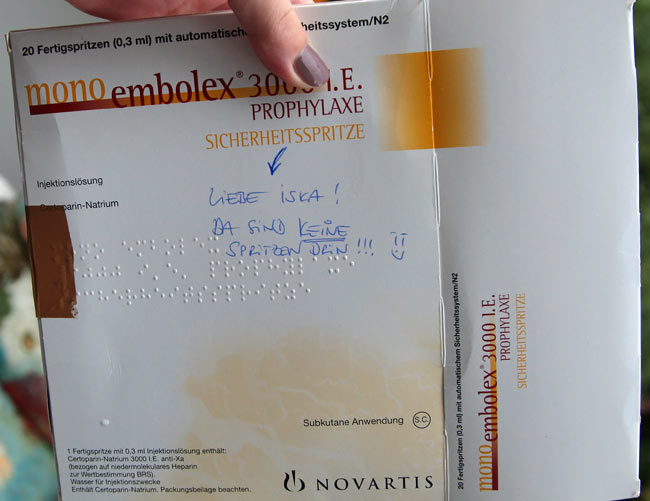 20 Fertigspritzen (0,3 ml) mit automatischem Sicherheitssystem/N2
mono embolex® 3000 I.E.
PROPHYLAXE
SICHERHEITSSPRITZE
Injektionslösung
Certoparin-Natrium
LIEBE ISKA!
DA SIND KEINE
SPRITZEN DRIN!!!
Subkutane Anwendung S.C.
1 Fertigspritze mit 0,3 ml Injektionslösung enthält:
Certoparin-Natrium 3000 I.E. anti-Xa
(bezogen auf niedermolekulares Heparin
zur Wertbestimmung BRS).
Wasser für Injektionszwecke
Enthält Certoparin-Natrium. Packungsbeilage beachten.
NOVARTIS
20 Fertigspritzen (0,3 ml) mit automatischem Sicherheitssystem/N2
mono embolex® 3000 I.E.
PROPHYLAXE
SICHERHEITSSPRITZE